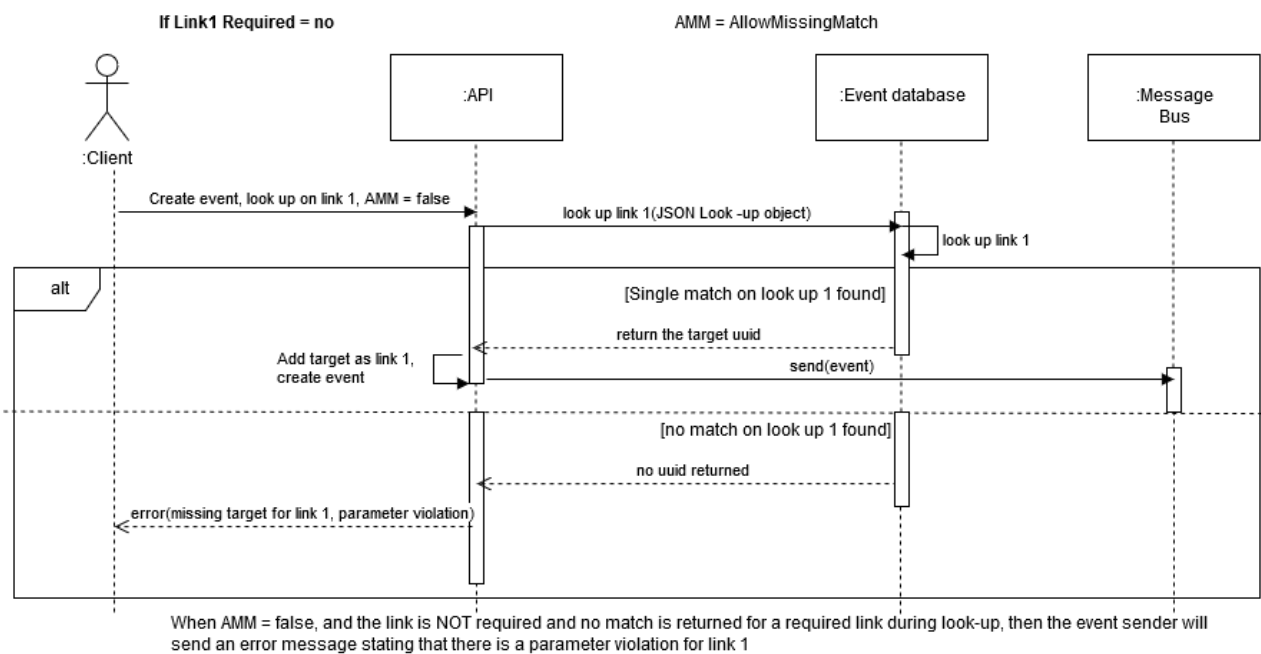 If Link1 Required = no
AMM = AllowMissingMatch
:API
:Event database
:Message
Bus
:Client
Create event, look up on link 1, AMM = false
look up link 1(JSON Look -up object)
look up link 1
alt
[Single match on look up 1 found]
return the target uuid
Add target as link 1,
create event
send(event)
[no match on look up 1 found]
no uuid returned
error(missing target for link 1, parameter violation)
When AMM = false, and the link is NOT required and no match is returned for a required link during look-up, then the event sender will
send an error message stating that there is a parameter violation for link 1